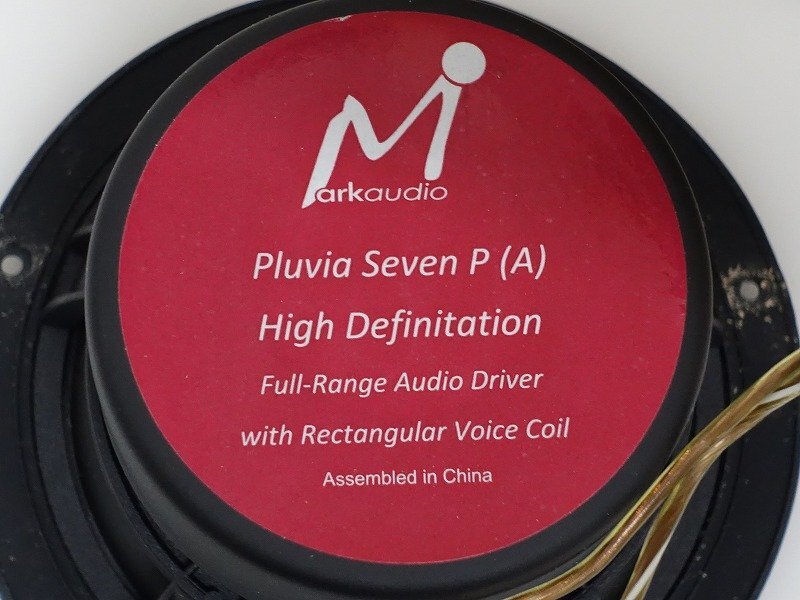 Markaudio
Pluvia Seven P (A)
High Definitation
Full-Range Audio Driver
with Rectangular Voice Coil
Assembled in China